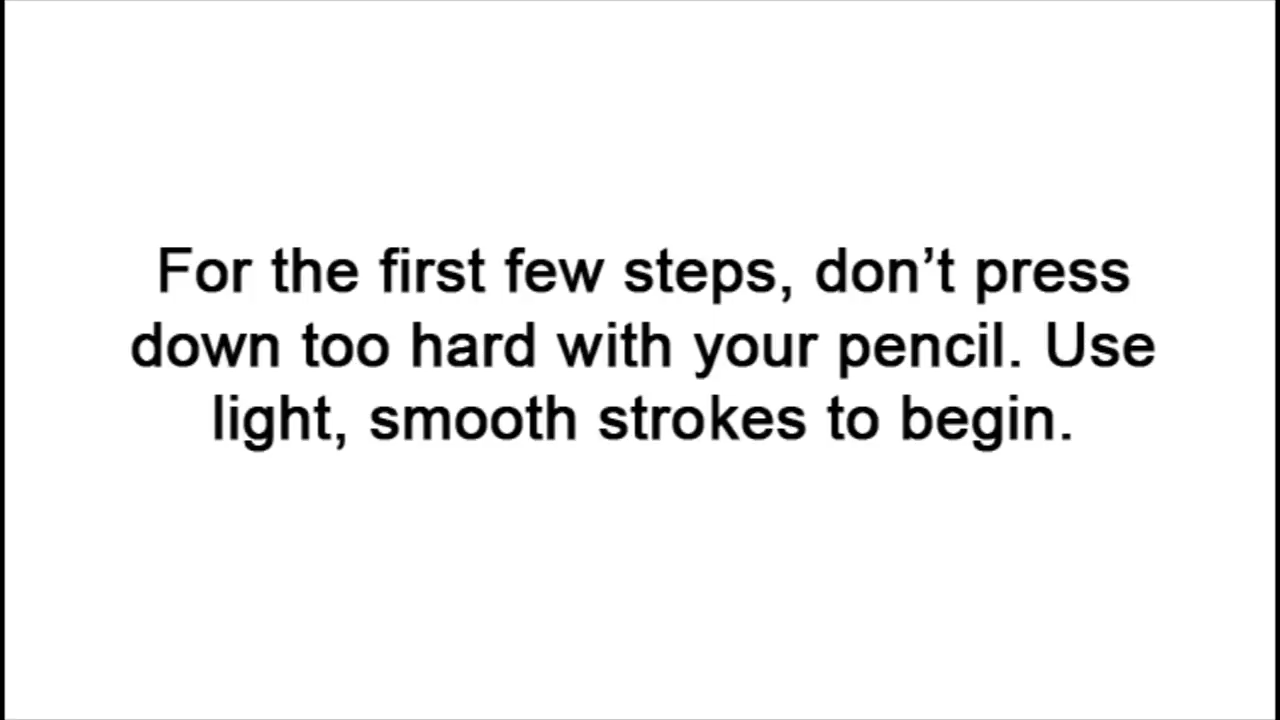 For the first few steps, don’t press
down too hard with your pencil. Use
light, smooth strokes to begin.